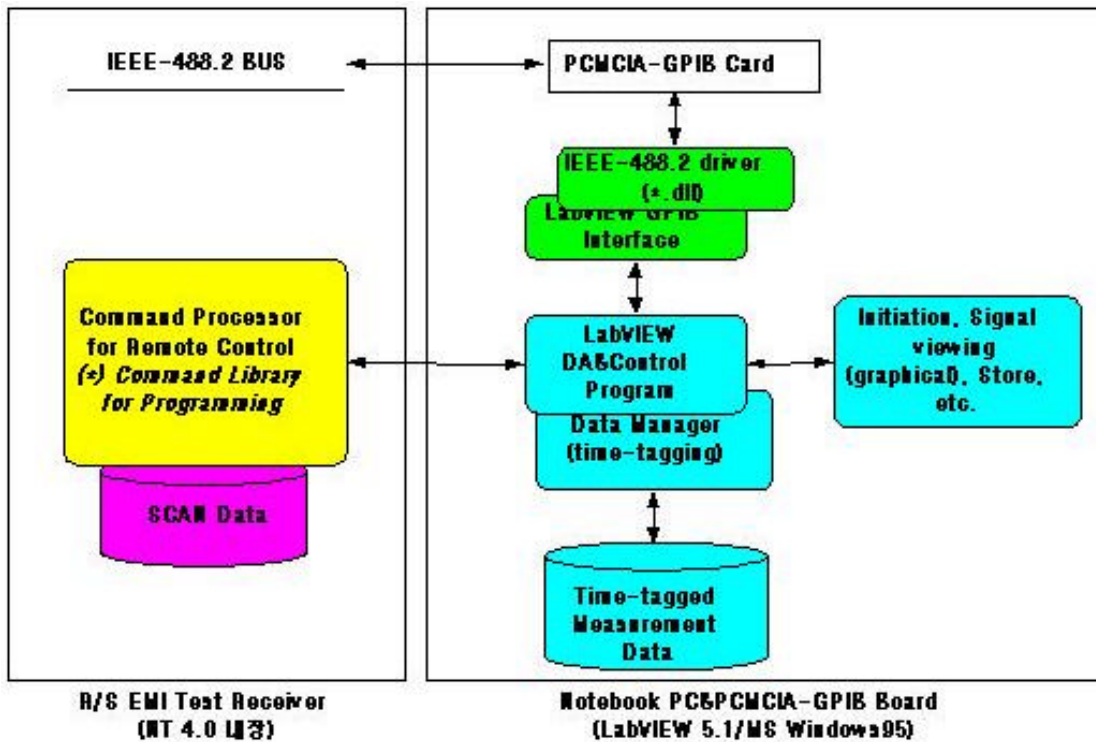 IEEE-488.2 BUS
PCMCIA-GPIB Card
IEEE-488.2 driver
(*.dll)
LabVIEW GPIB
Interface
Command Processor
for Remote Control
(*) Command Library
for Programming
LabVIEW
DA&Control
Program
Initiation, Signal
viewing
(graphical), Store,
etc.
Data Manager
(time-tagging)
SCAN Data
Time-tagged
Measurement
Data
R/S EMI Test Receiver
(NT 4.0 내장)
Notebook PC&PCMCIA-GPIB Board
(LabVIEW 5.1/MS Windows95)